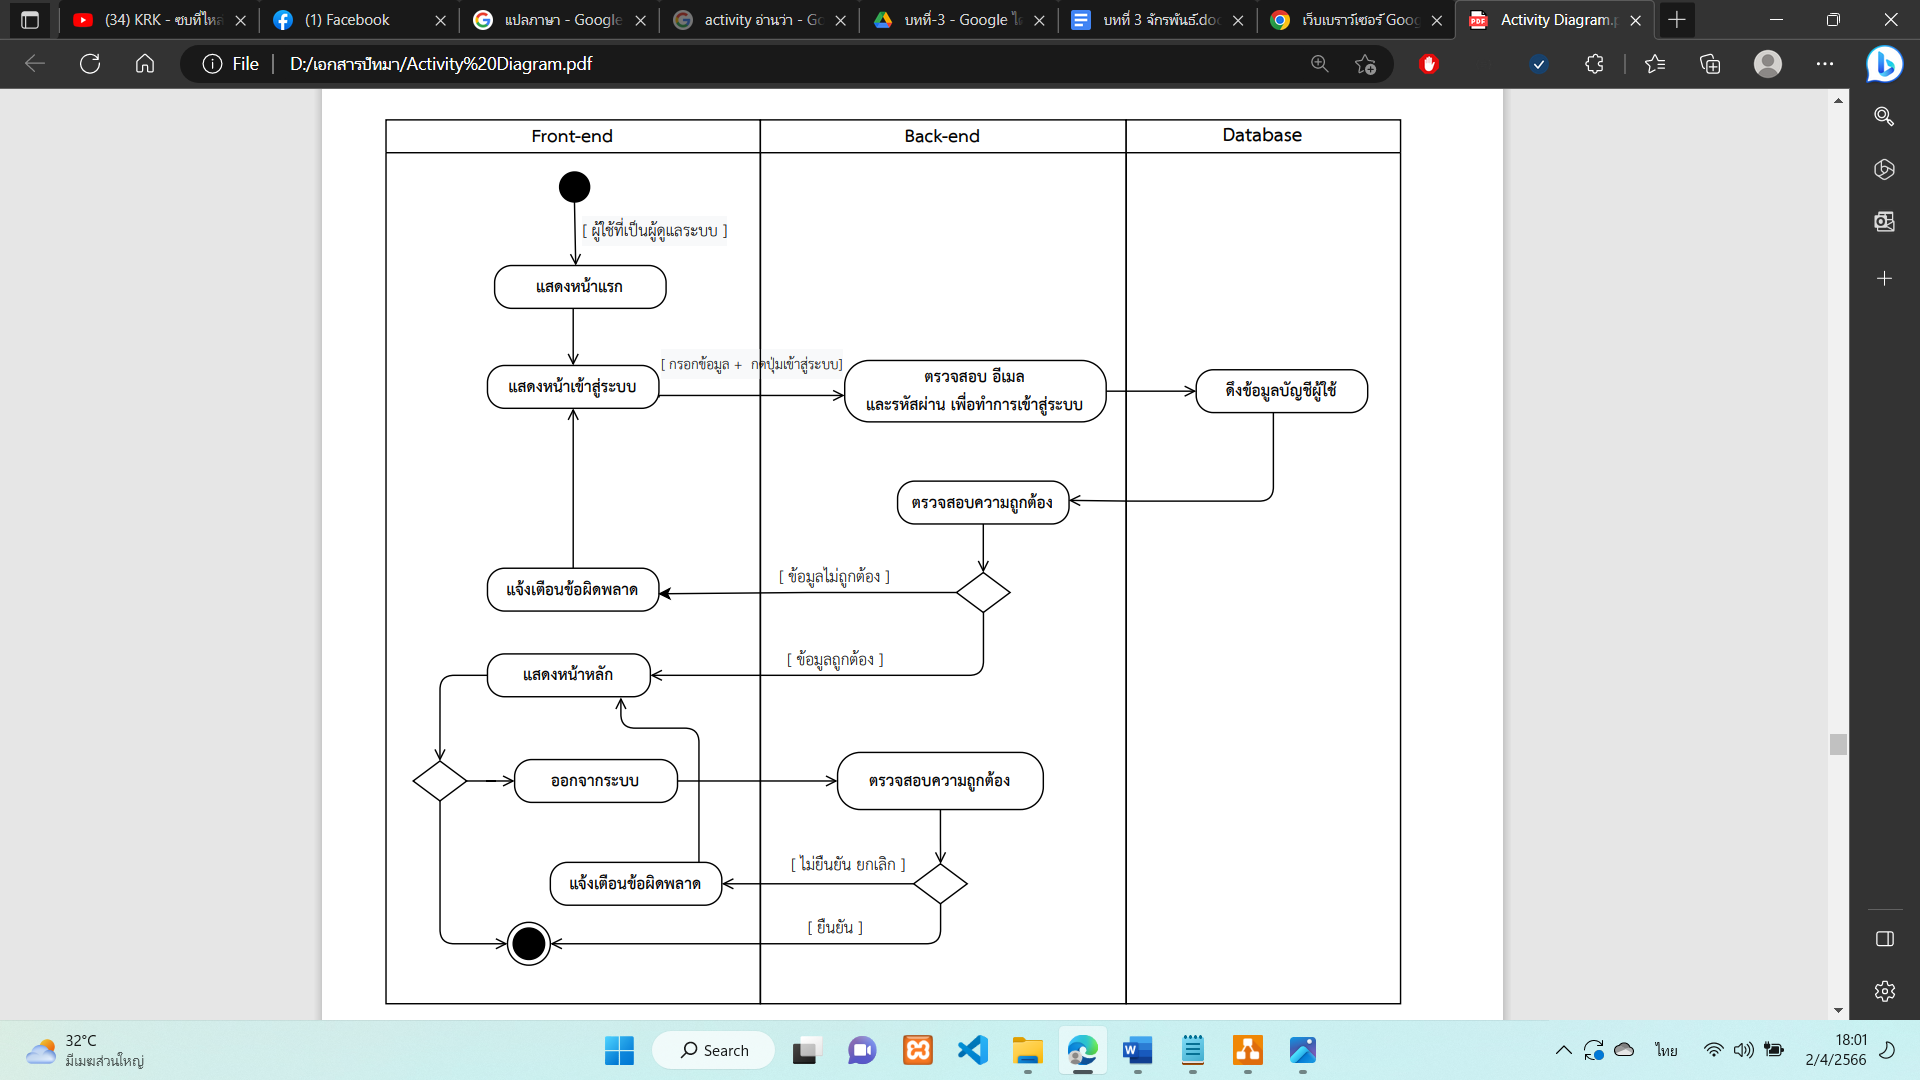 (34) KRK - ซบที่ไหล
(1) Facebook
แปลภาษา - Google
activity อ่านว่า - Go
บทที่-3 - Google ไ
บทที่ 3 จักรพันธ์.doc
เว็บเบราว์เซอร์ Goog
Activity Diagram.p
File
D:/เอกสารปัทมา/Activity%20Diagram.pdf
Front-end
Back-end
Database
[ ผู้ใช้ที่เป็นผู้ดูแลระบบ ]
แสดงหน้าแรก
[ กรอกข้อมูล + กดปุ่มเข้าสู่ระบบ]
แสดงหน้าเข้าสู่ระบบ
ตรวจสอบ อีเมล
และรหัสผ่าน เพื่อทำการเข้าสู่ระบบ
ดึงข้อมูลบัญชีผู้ใช้
ตรวจสอบความถูกต้อง
[ ข้อมูลไม่ถูกต้อง ]
แจ้งเตือนข้อผิดพลาด
[ ข้อมูลถูกต้อง ]
แสดงหน้าหลัก
ออกจากระบบ
ตรวจสอบความถูกต้อง
[ ไม่ยืนยัน ยกเลิก ]
แจ้งเตือนข้อผิดพลาด
[ ยืนยัน ]
32°C
มีเมฆส่วนใหญ่
Search
ไทย
18:01
2/4/2566